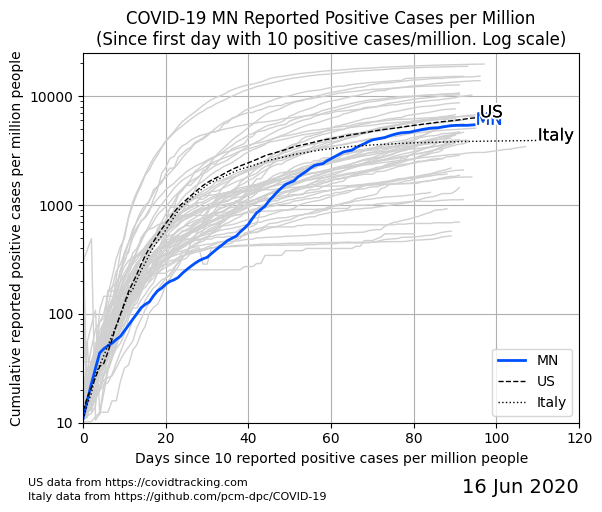 COVID-19 MN Reported Positive Cases per Million
(Since first day with 10 positive cases/million. Log scale)
Cumulative reported positive cases per million people
10000
1000
100
10
US
MN
Italy
MN
US
Italy
0 20 40 60 80 100 120
Days since 10 reported positive cases per million people
US data from https://covidtracking.com
Italy data from https://github.com/pcm-dpc/COVID-19
16 Jun 2020